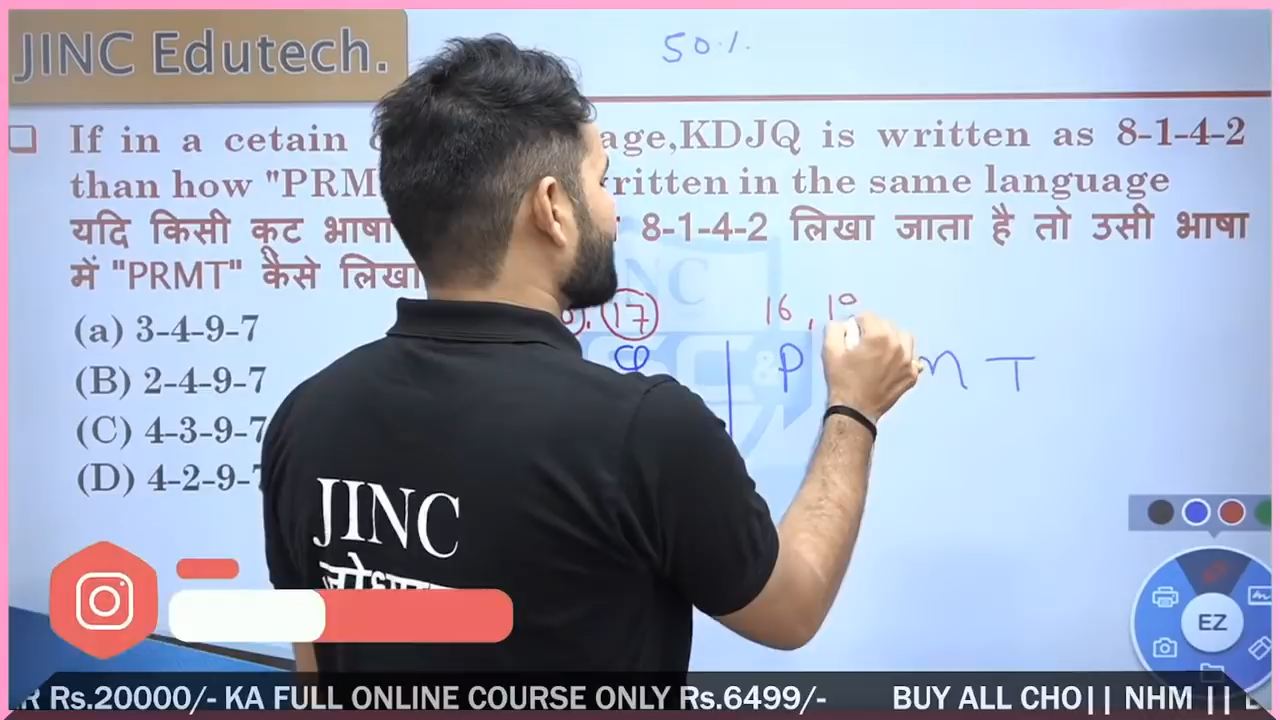 JINC Edutech.
50%
If in a cetain age,KDJQ is written as 8-1-4-2
than how "PRM ritten in the same language
यदि किसी कूट भाषा 8-1-4-2 लिखा जाता है तो उसी भाषा
में "PRMT" कैसे लिखा
(a) 3-4-9-7
(B) 2-4-9-7
(C) 4-3-9-7
(D) 4-2-9-7
17 16, 18
Q P M T
JINC
EZ
Rs.20000/- KA FULL ONLINE COURSE ONLY Rs.6499/- BUY ALL CHO|| NHM ||